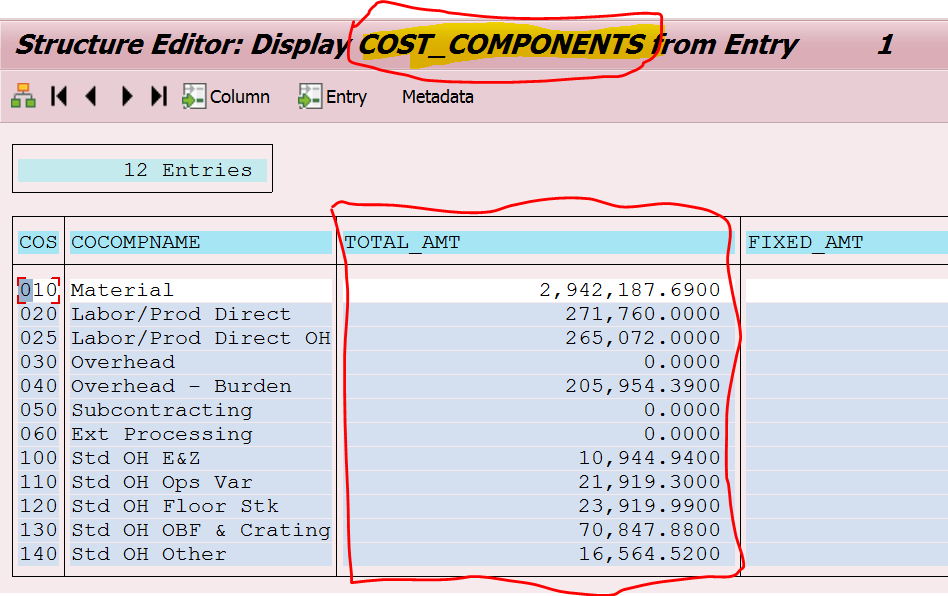 Structure Editor: Display COST_COMPONENTS from Entry 1
Column Entry Metadata
12 Entries
COS COCOMPNAME TOTAL_AMT FIXED_AMT
010 Material 2,942,187.6900
020 Labor/Prod Direct 271,760.0000
025 Labor/Prod Direct OH 265,072.0000
030 Overhead 0.0000
040 Overhead - Burden 205,954.3900
050 Subcontracting 0.0000
060 Ext Processing 0.0000
100 Std OH E&Z 10,944.9400
110 Std OH Ops Var 21,919.3000
120 Std OH Floor Stk 23,919.9900
130 Std OH OBF & Crating 70,847.8800
140 Std OH Other 16,564.5200